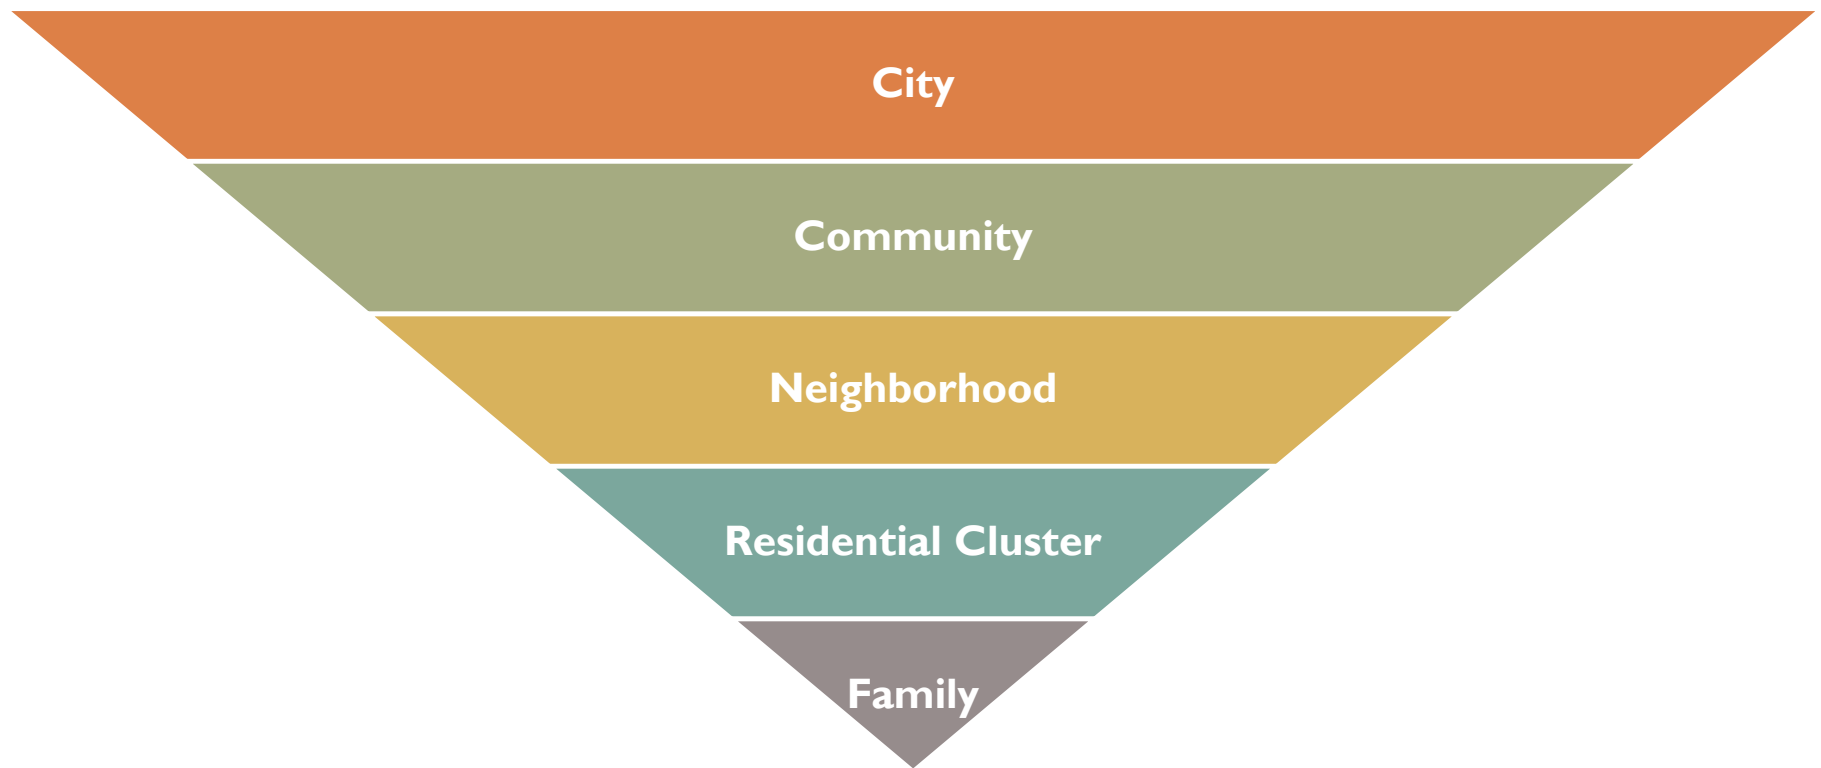 City
Community
Neighborhood
Residential Cluster
Family